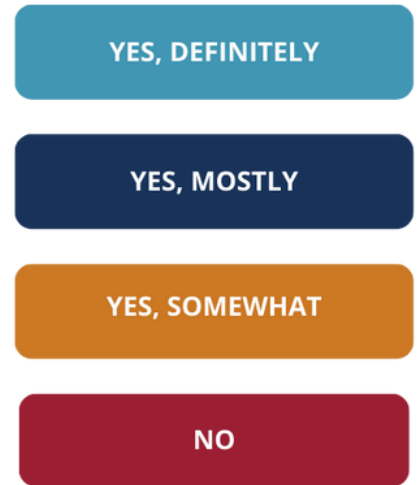 YES, DEFINITELY
YES, MOSTLY
YES, SOMEWHAT
NO